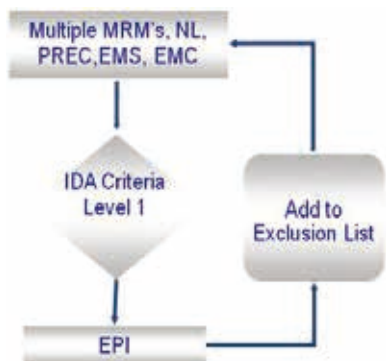 Multiple MRM's, NL,
PREC,EMS, EMC
IDA Criteria
Level 1
Add to
Exclusion List
EPI